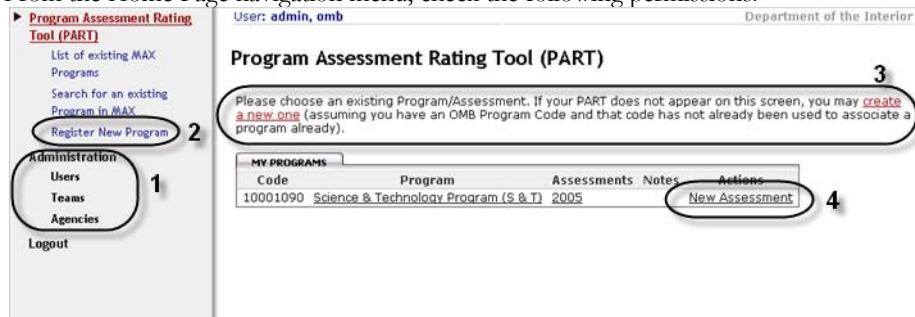 From the Home Page navigation menu, check the following permissions:
Program Assessment Rating
Tool (PART)
List of existing MAX
Programs
Search for an existing
Program in MAX
Register New Program
2
Administration
Users
Teams
Agencies
1
Logout
User: admin, omb
Department of the Interior
Program Assessment Rating Tool (PART)
3
Please choose an existing Program/Assessment. If your PART does not appear on this screen, you may create
a new one (assuming you have an OMB Program Code and that code has not already been used to associate a
program already).
MY PROGRAMS
Code Program Assessments Notes Actions
10001090 Science & Technology Program (S & T) 2005 New Assessment
4